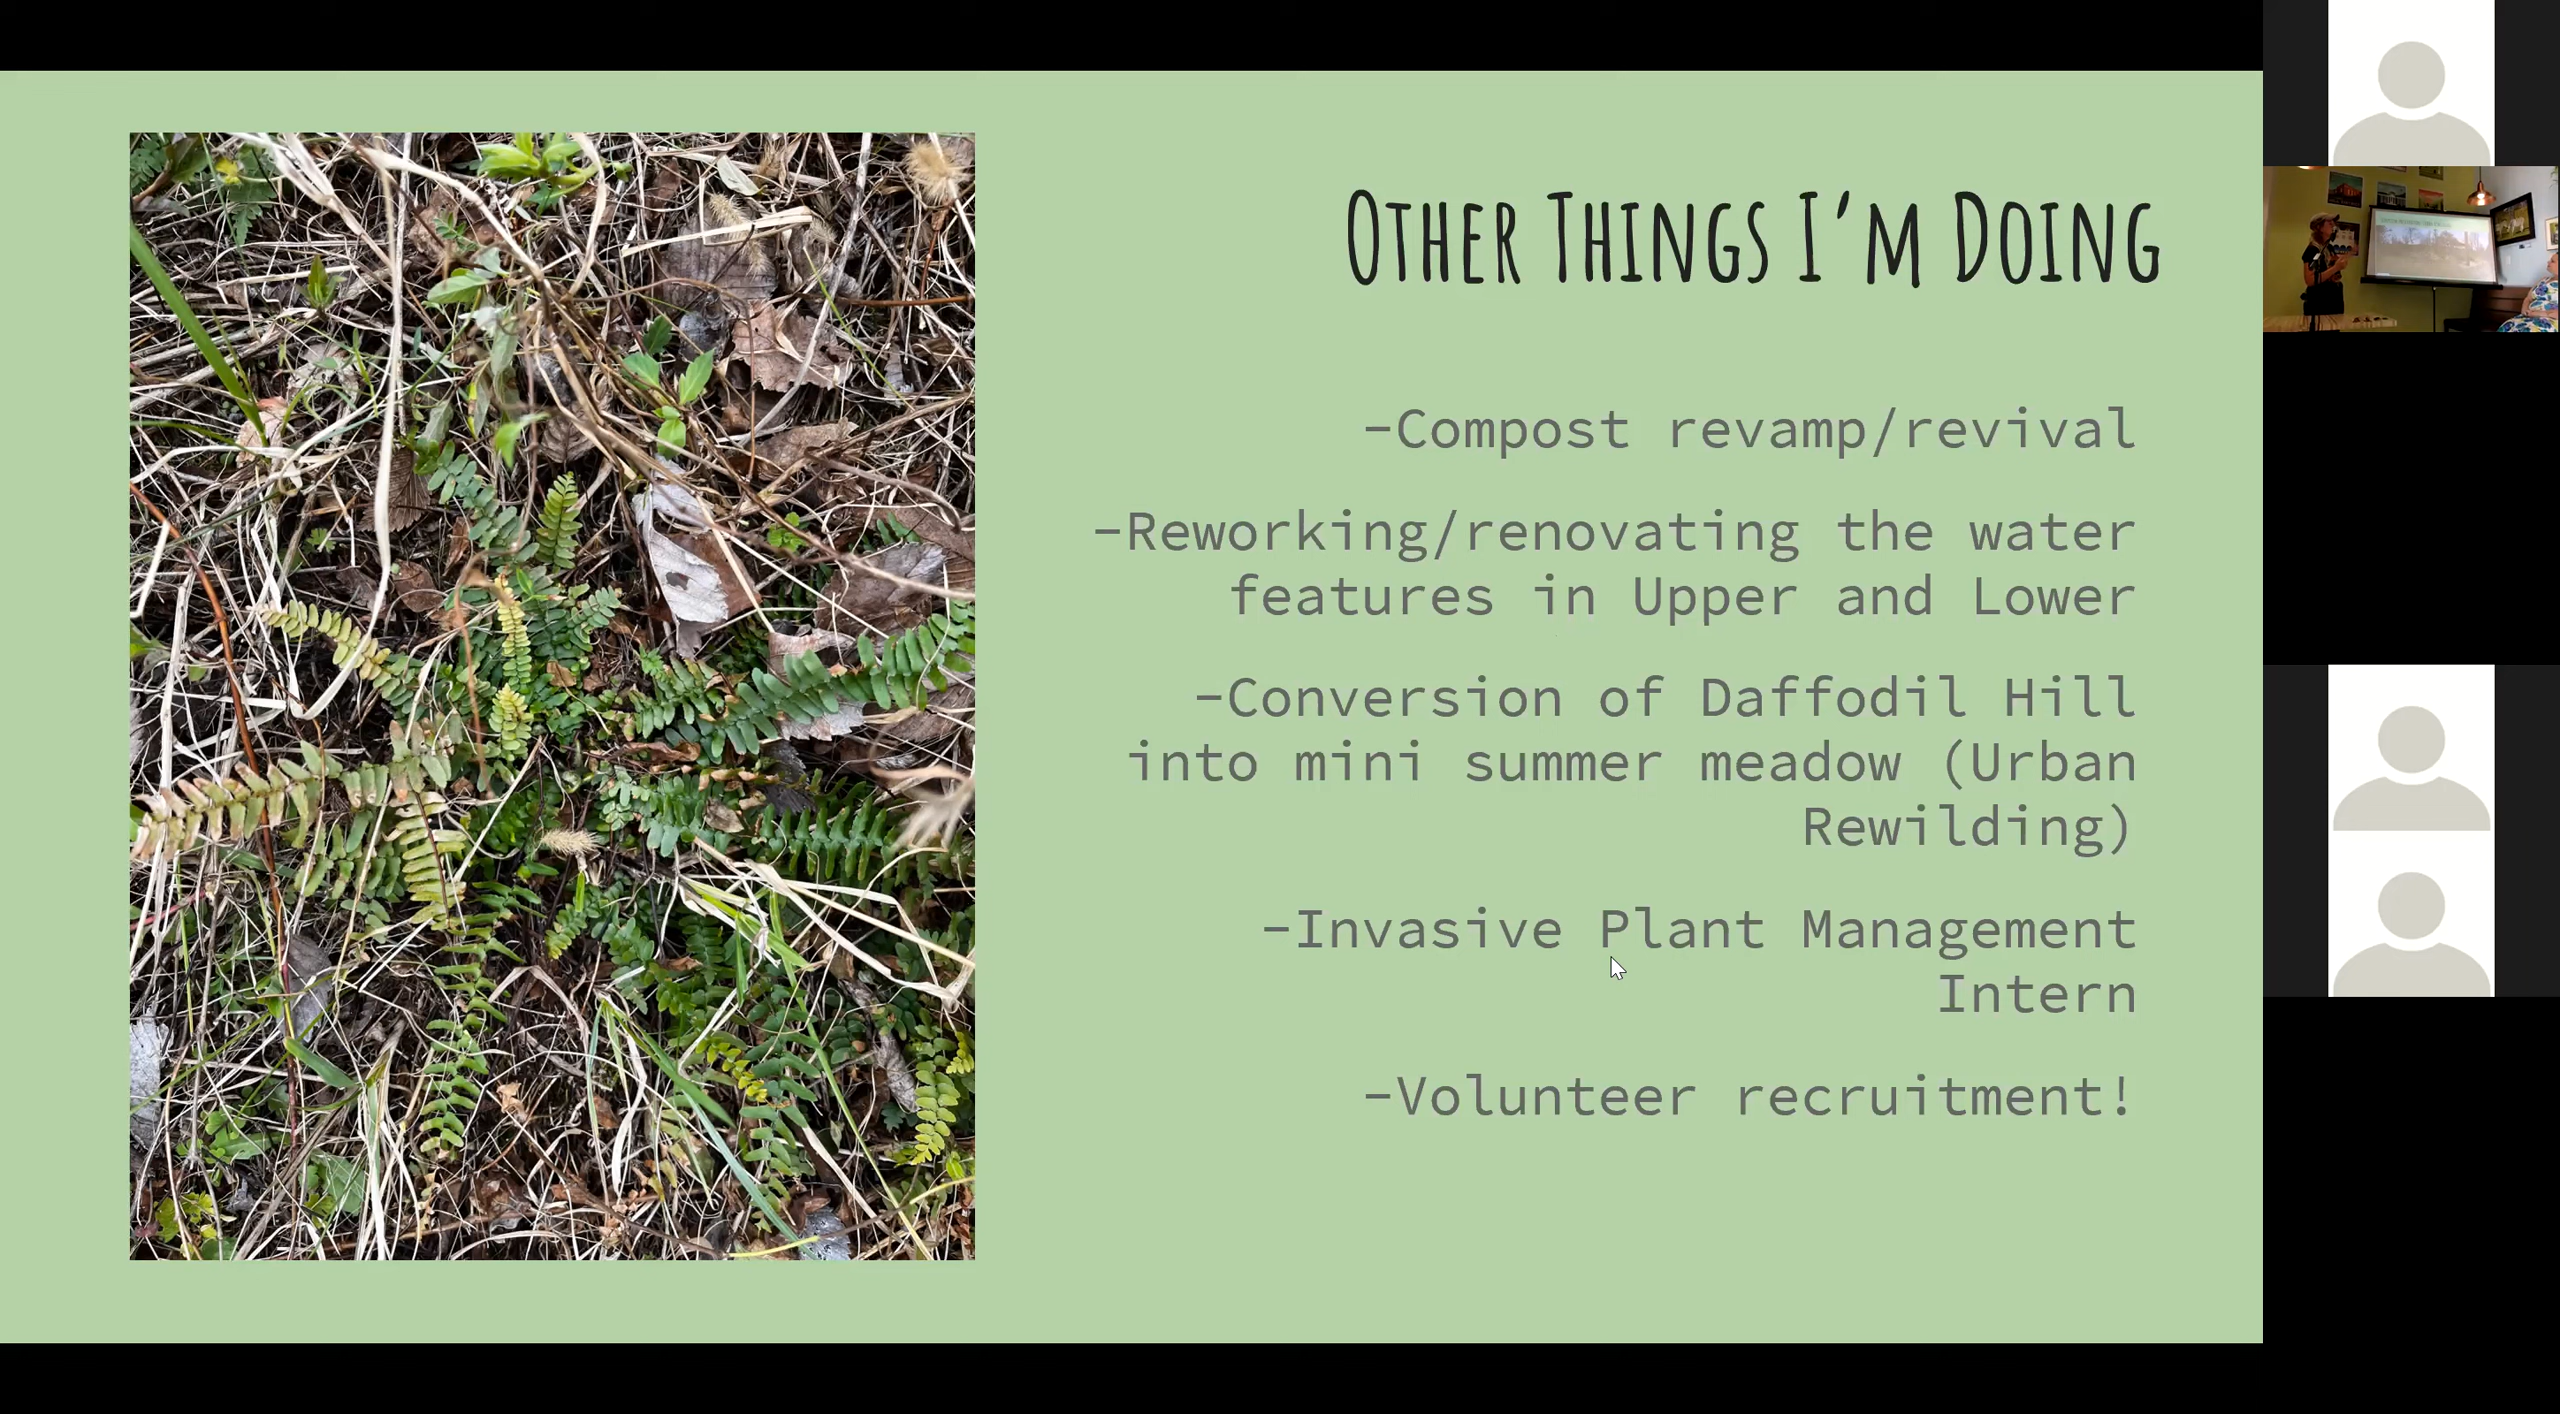 Other Things I'm Doing
-Compost revamp/revival
-Reworking/renovating the water
features in Upper and Lower
-Conversion of Daffodil Hill
into mini summer meadow (Urban
Rewilding)
-Invasive Plant Management
Intern
-Volunteer recruitment!